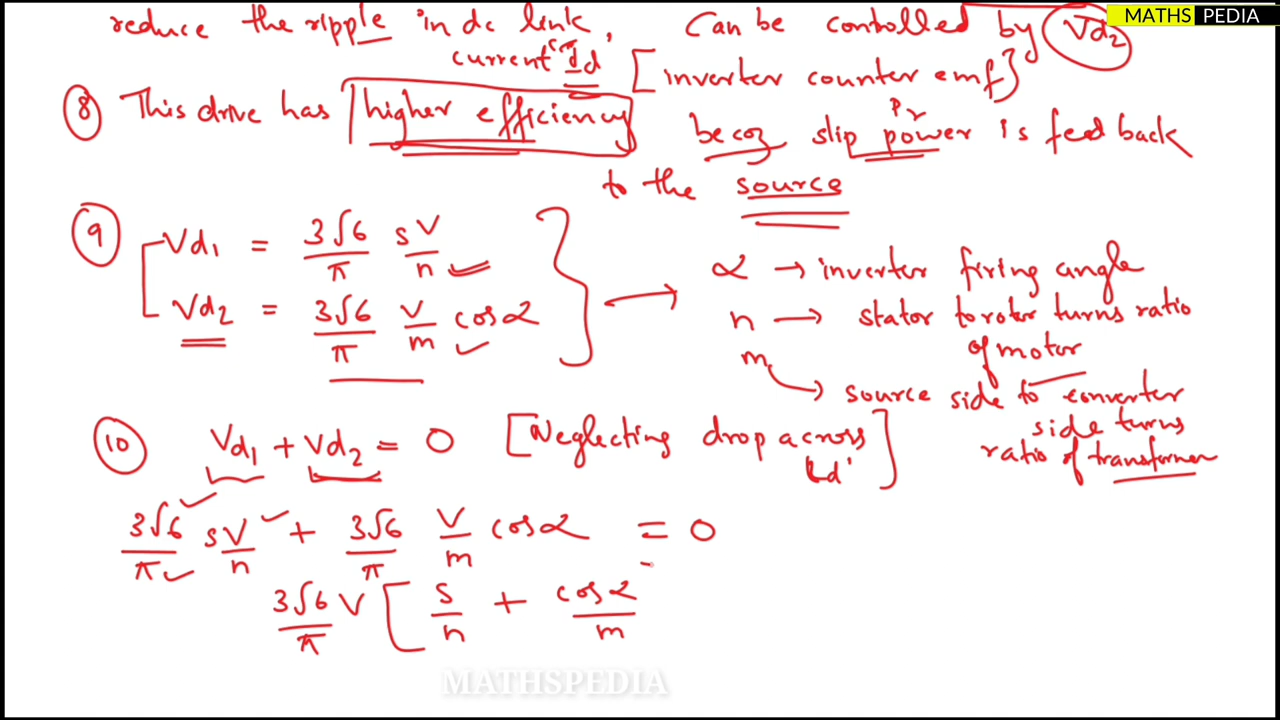 MATHS PEDIA
reduce the ripple in dc link, Can be controlled by Vd2
current Id [inverter counter emf]
⑧ This drive has higher efficiency becoz slip power is feed back
Pr
to the source
⑨ Vd1 = 3√6/π sV/n
Vd2 = 3√6/π V/m cosα
α → inverter firing angle
n → stator to rotor turns ratio
of motor
m → source side to converter
side turns
ratio of transformer
⑩ Vd1 + Vd2 = 0 [Neglecting drop across
Ld]
3√6/π sV/n + 3√6/π V/m cosα = 0
3√6/π V [ s/n + cosα/m
MATHSPEDIA